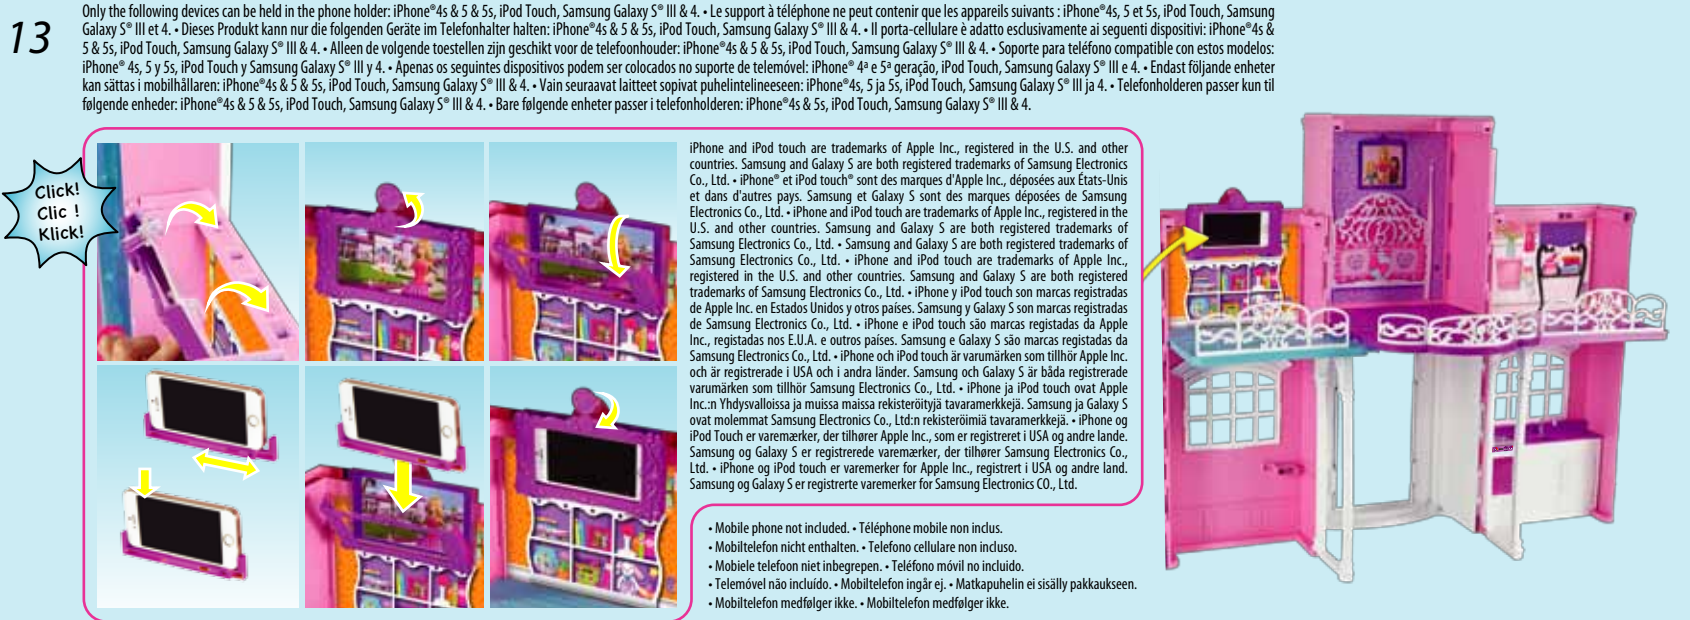 13
Only the following devices can be held in the phone holder: iPhone®4s & 5 & 5s, iPod Touch, Samsung Galaxy S® III & 4. • Le support à téléphone ne peut contenir que les appareils suivants : iPhone®4s, 5 et 5s, iPod Touch, Samsung
Galaxy S® III et 4. • Dieses Produkt kann nur die folgenden Geräte im Telefonhalter halten: iPhone®4s & 5 & 5s, iPod Touch, Samsung Galaxy S® III & 4. • Il porta-cellulare è adatto esclusivamente ai seguenti dispositivi: iPhone®4s &
5 & 5s, iPod Touch, Samsung Galaxy S® III & 4. • Alleen de volgende toestellen zijn geschikt voor de telefoonhouder: iPhone®4s & 5 & 5s, iPod Touch, Samsung Galaxy S® III & 4. • Soporte para teléfono compatible con estos modelos:
iPhone® 4s, 5 y 5s, iPod Touch y Samsung Galaxy S® III y 4. • Apenas os seguintes dispositivos podem ser colocados no suporte de telemóvel: iPhone® 4ª e 5ª geração, iPod Touch, Samsung Galaxy S® III e 4. • Endast följande enheter
kan sättas i mobilhållaren: iPhone®4s & 5 & 5s, iPod Touch, Samsung Galaxy S® III & 4. • Vain seuraavat laitteet sopivat puhelintelineeseen: iPhone®4s, 5 ja 5s, iPod Touch, Samsung Galaxy S® III ja 4. • Telefonholderen passer kun til
følgende enheder: iPhone®4s & 5 & 5s, iPod Touch, Samsung Galaxy S® III & 4. • Bare følgende enheter passer i telefonholderen: iPhone®4s & 5s, iPod Touch, Samsung Galaxy S® III & 4.
Click!
Clic !
Klick!
iPhone and iPod touch are trademarks of Apple Inc., registered in the U.S. and other
countries. Samsung and Galaxy S are both registered trademarks of Samsung Electronics
Co., Ltd. • iPhone® et iPod touch® sont des marques d'Apple Inc., déposées aux États-Unis
et dans d'autres pays. Samsung et Galaxy S sont des marques déposées de Samsung
Electronics Co., Ltd. • iPhone and iPod touch are trademarks of Apple Inc., registered in the
U.S. and other countries. Samsung and Galaxy S are both registered trademarks of
Samsung Electronics Co., Ltd. • Samsung and Galaxy S are both registered trademarks of
Samsung Electronics Co., Ltd. • iPhone and iPod touch are trademarks of Apple Inc.,
registered in the U.S. and other countries. Samsung and Galaxy S are both registered
trademarks of Samsung Electronics Co., Ltd. • iPhone y iPod touch son marcas registradas
de Apple Inc. en Estados Unidos y otros países. Samsung y Galaxy S son marcas registradas
de Samsung Electronics Co., Ltd. • iPhone e iPod touch são marcas registadas da Apple
Inc., registadas nos E.U.A. e outros países. Samsung e Galaxy S são marcas registadas da
Samsung Electronics Co., Ltd. • iPhone och iPod touch är varumärken som tillhör Apple Inc.
och är registrerade i USA och i andra länder. Samsung och Galaxy S är båda registrerade
varumärken som tillhör Samsung Electronics Co., Ltd. • iPhone ja iPod touch ovat Apple
Inc.:n Yhdysvalloissa ja muissa maissa rekisteröityjä tavaramerkkejä. Samsung ja Galaxy S
ovat molemmat Samsung Electronics Co., Ltd:n rekisteröimiä tavaramerkkejä. • iPhone og
iPod Touch er varemærker, der tilhører Apple Inc., som er registreret i USA og andre lande.
Samsung og Galaxy S er registrerede varemærker, der tilhører Samsung Electronics Co.,
Ltd. • iPhone og iPod touch er varemerker for Apple Inc., registrert i USA og andre land.
Samsung og Galaxy S er registrerte varemerker for Samsung Electronics CO., Ltd.
• Mobile phone not included. • Téléphone mobile non inclus.
• Mobiltelefon nicht enthalten. • Telefono cellulare non incluso.
• Mobiele telefoon niet inbegrepen. • Teléfono móvil no incluido.
• Telemóvel não incluído. • Mobiltelefon ingår ej. • Matkapuhelin ei sisälly pakkaukseen.
• Mobiltelefon medfølger ikke. • Mobiltelefon medfølger ikke.